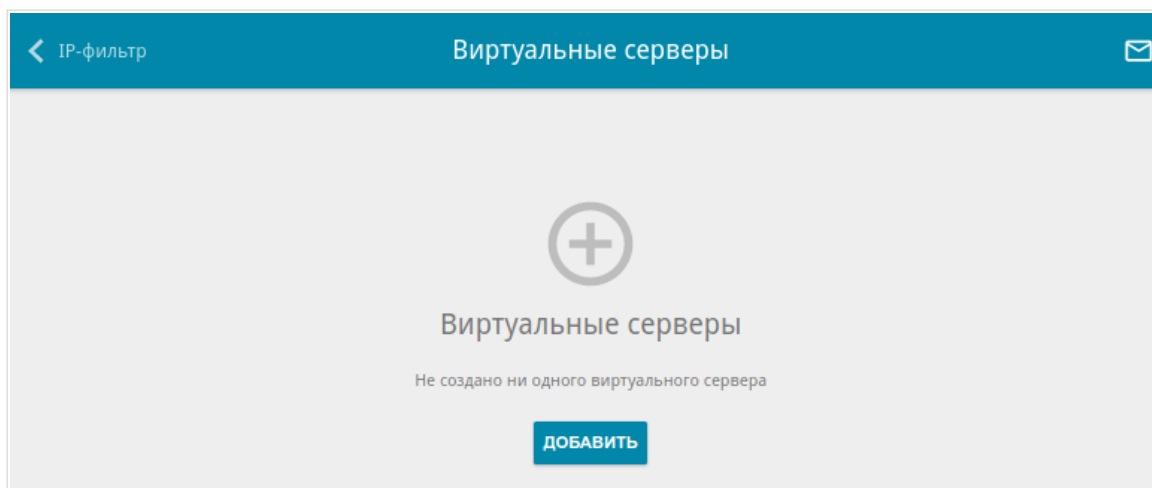 IP-фильтр
Виртуальные серверы
Виртуальные серверы
Не создано ни одного виртуального сервера
ДОБАВИТЬ